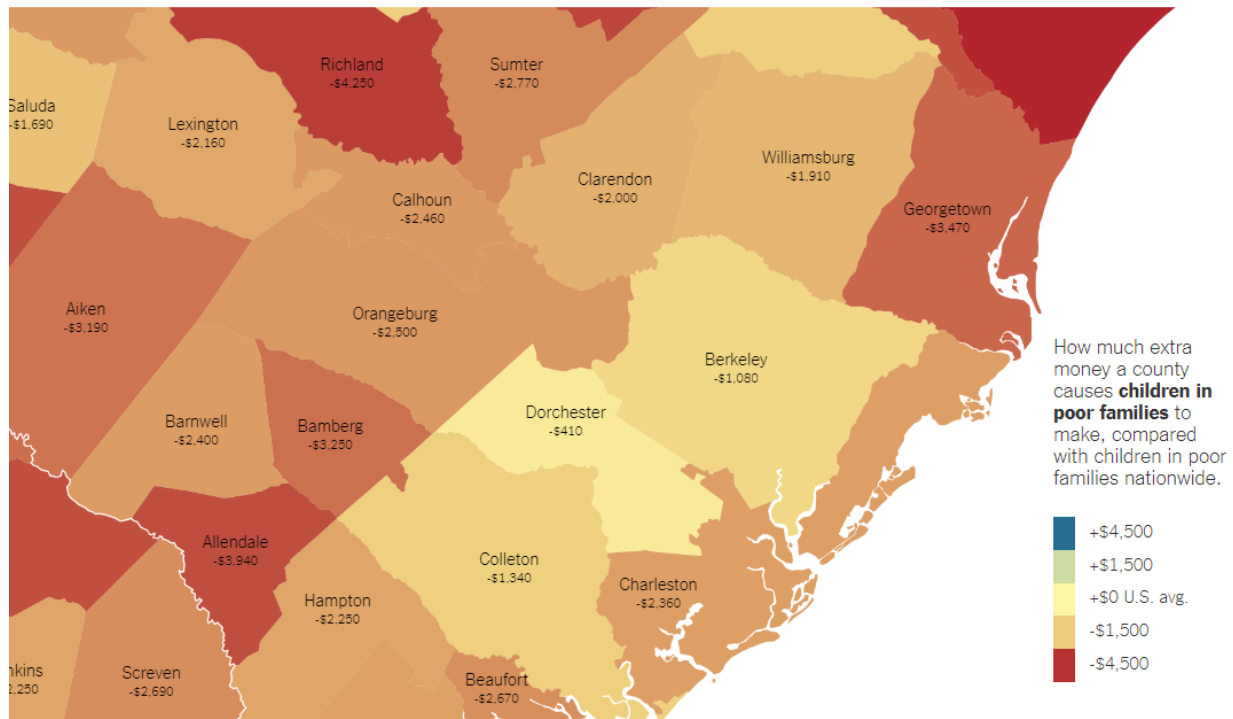 Richland
-$4,250
Sumter
-$2,770
Saluda
-$1,690
Lexington
-$2,160
Williamsburg
-$1,910
Clarendon
-$2,000
Calhoun
-$2,460
Georgetown
-$3,470
Aiken
-$3,190
Orangeburg
-$2,500
Berkeley
-$1,080
Dorchester
-$410
Barnwell
-$2,400
Bamberg
-$3,250
Allendale
-$3,940
Colleton
-$1,340
Charleston
-$2,360
Hampton
-$2,250
nkins
2,250
Screven
-$2,690
Beaufort
-$2,670
How much extra
money a county
causes children in
poor families to
make, compared
with children in poor
families nationwide.
+$4,500
+$1,500
+$0 U.S. avg.
-$1,500
-$4,500